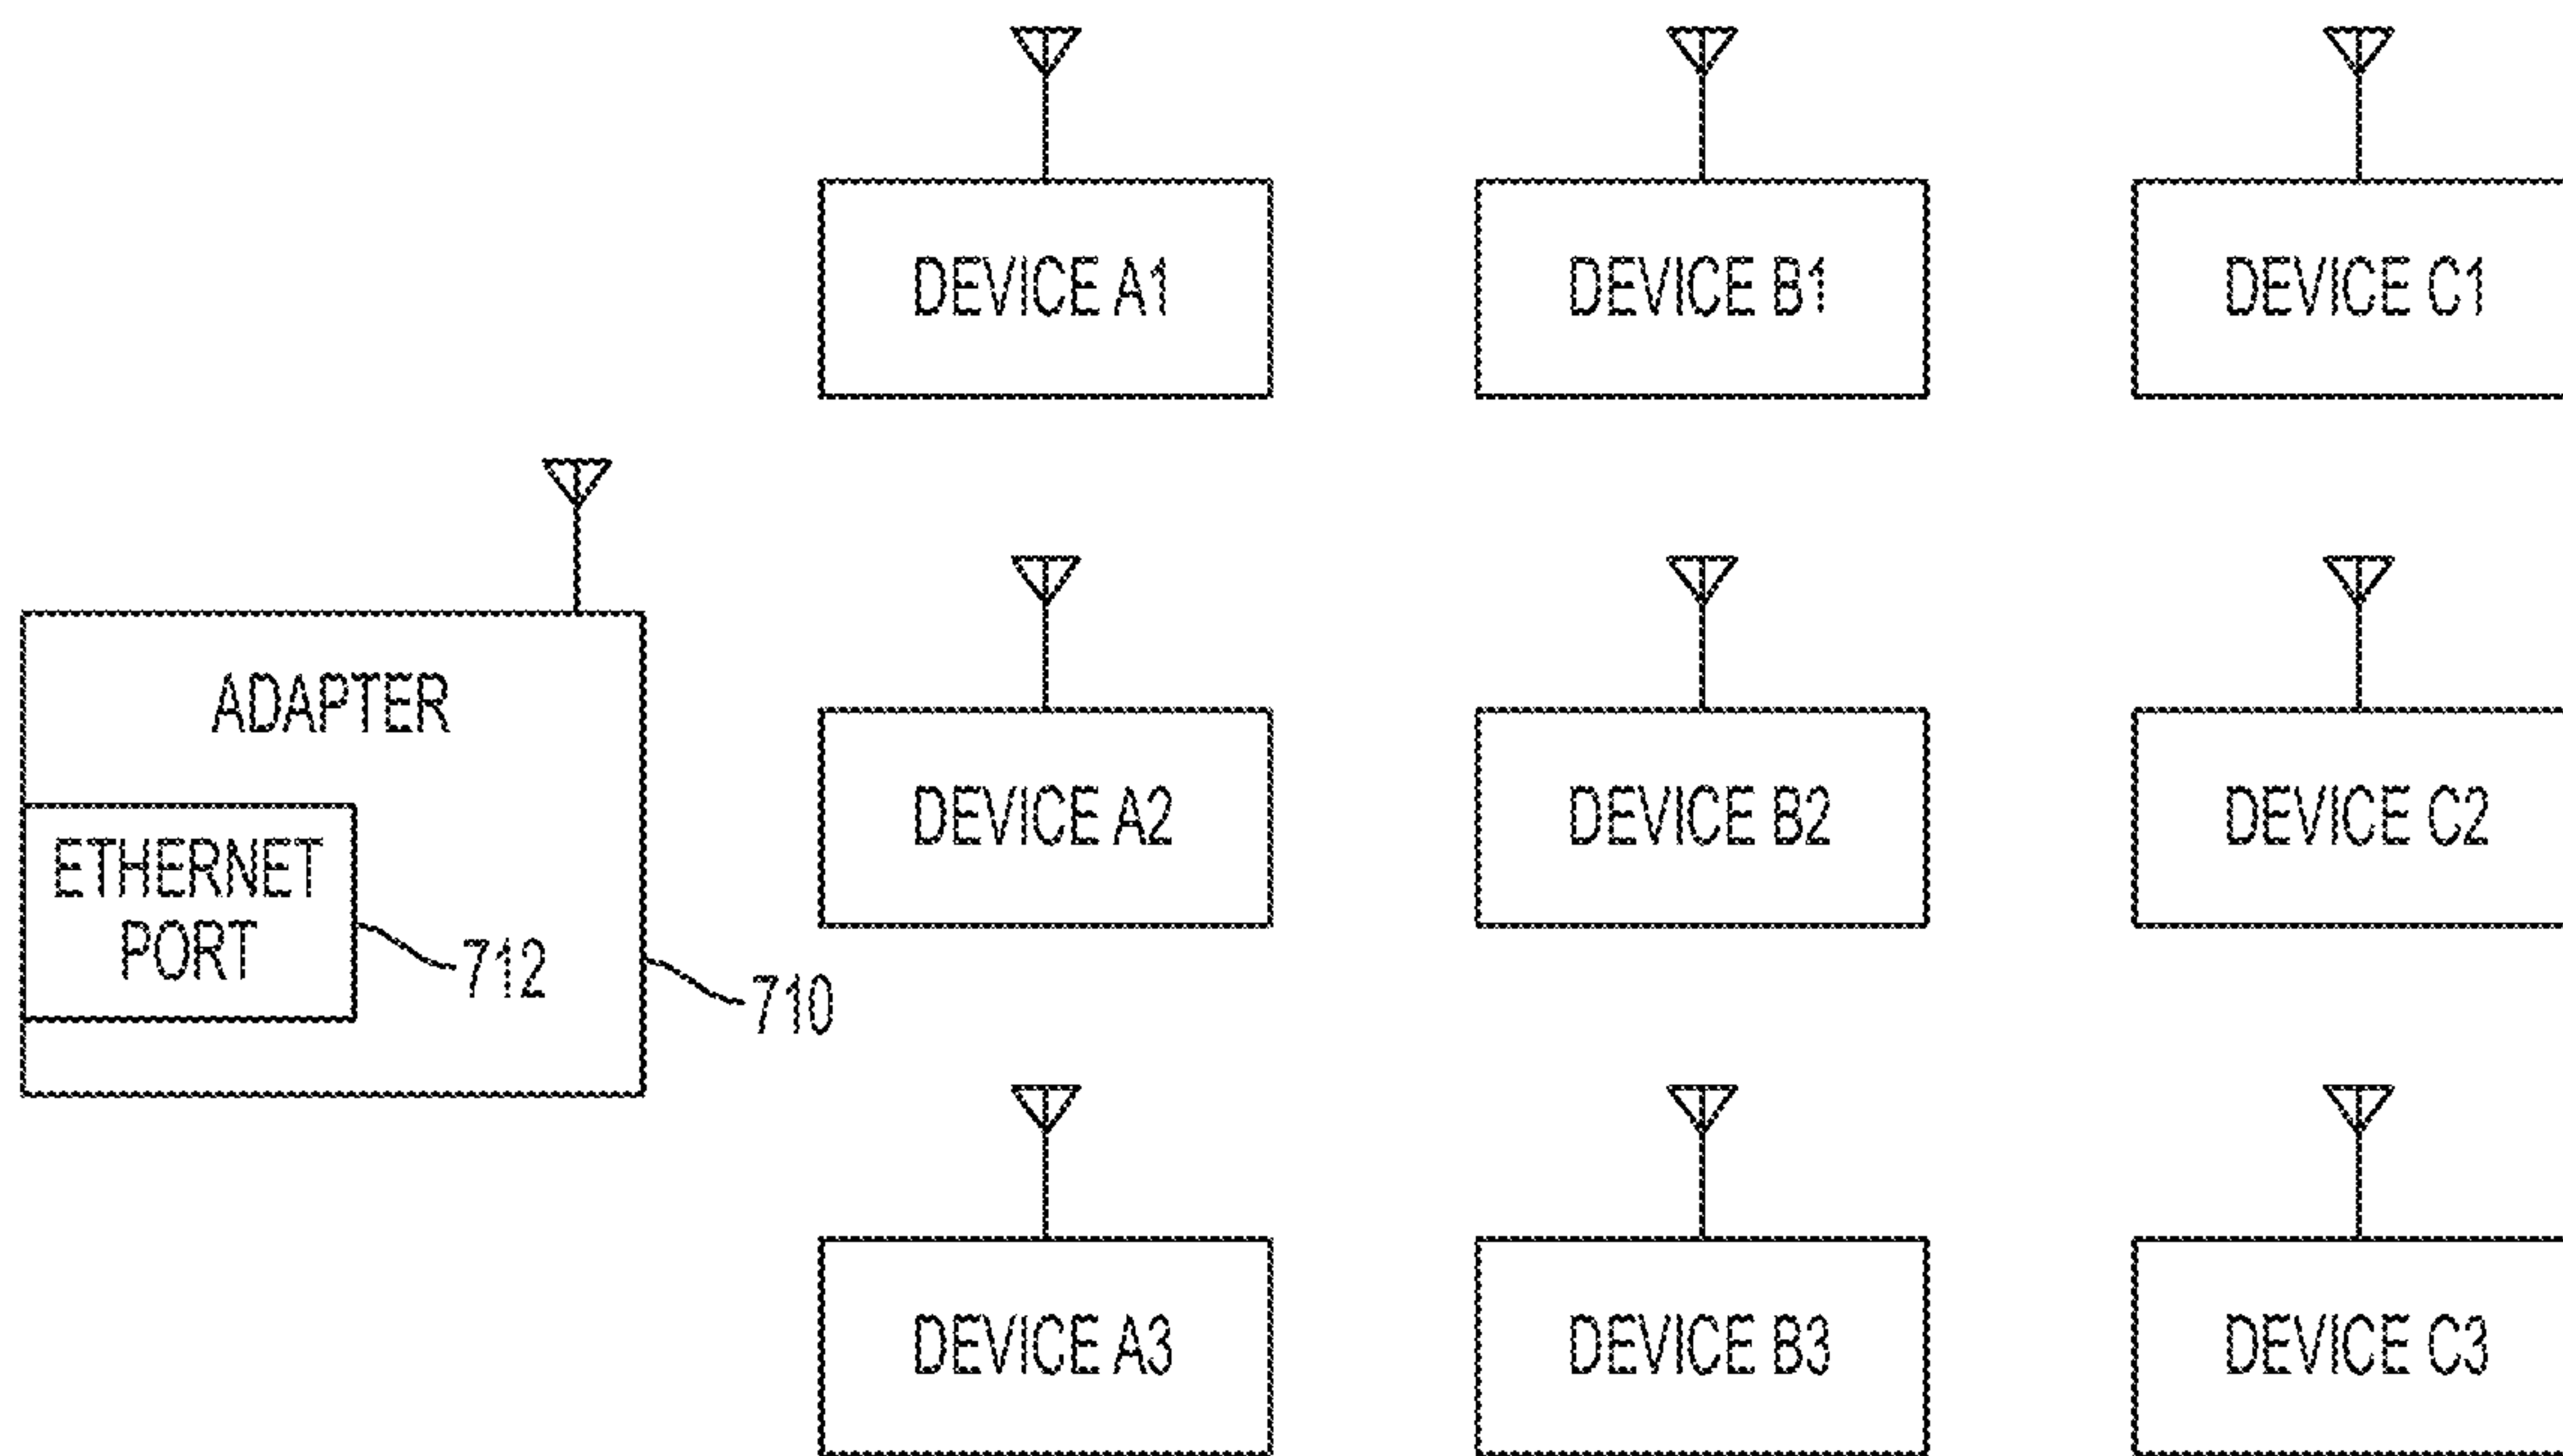 DEVICE A1
DEVICE B1
DEVICE C1
ADAPTER
ETHERNET
PORT
712
710
DEVICE A2
DEVICE B2
DEVICE C2
DEVICE A3
DEVICE B3
DEVICE C3